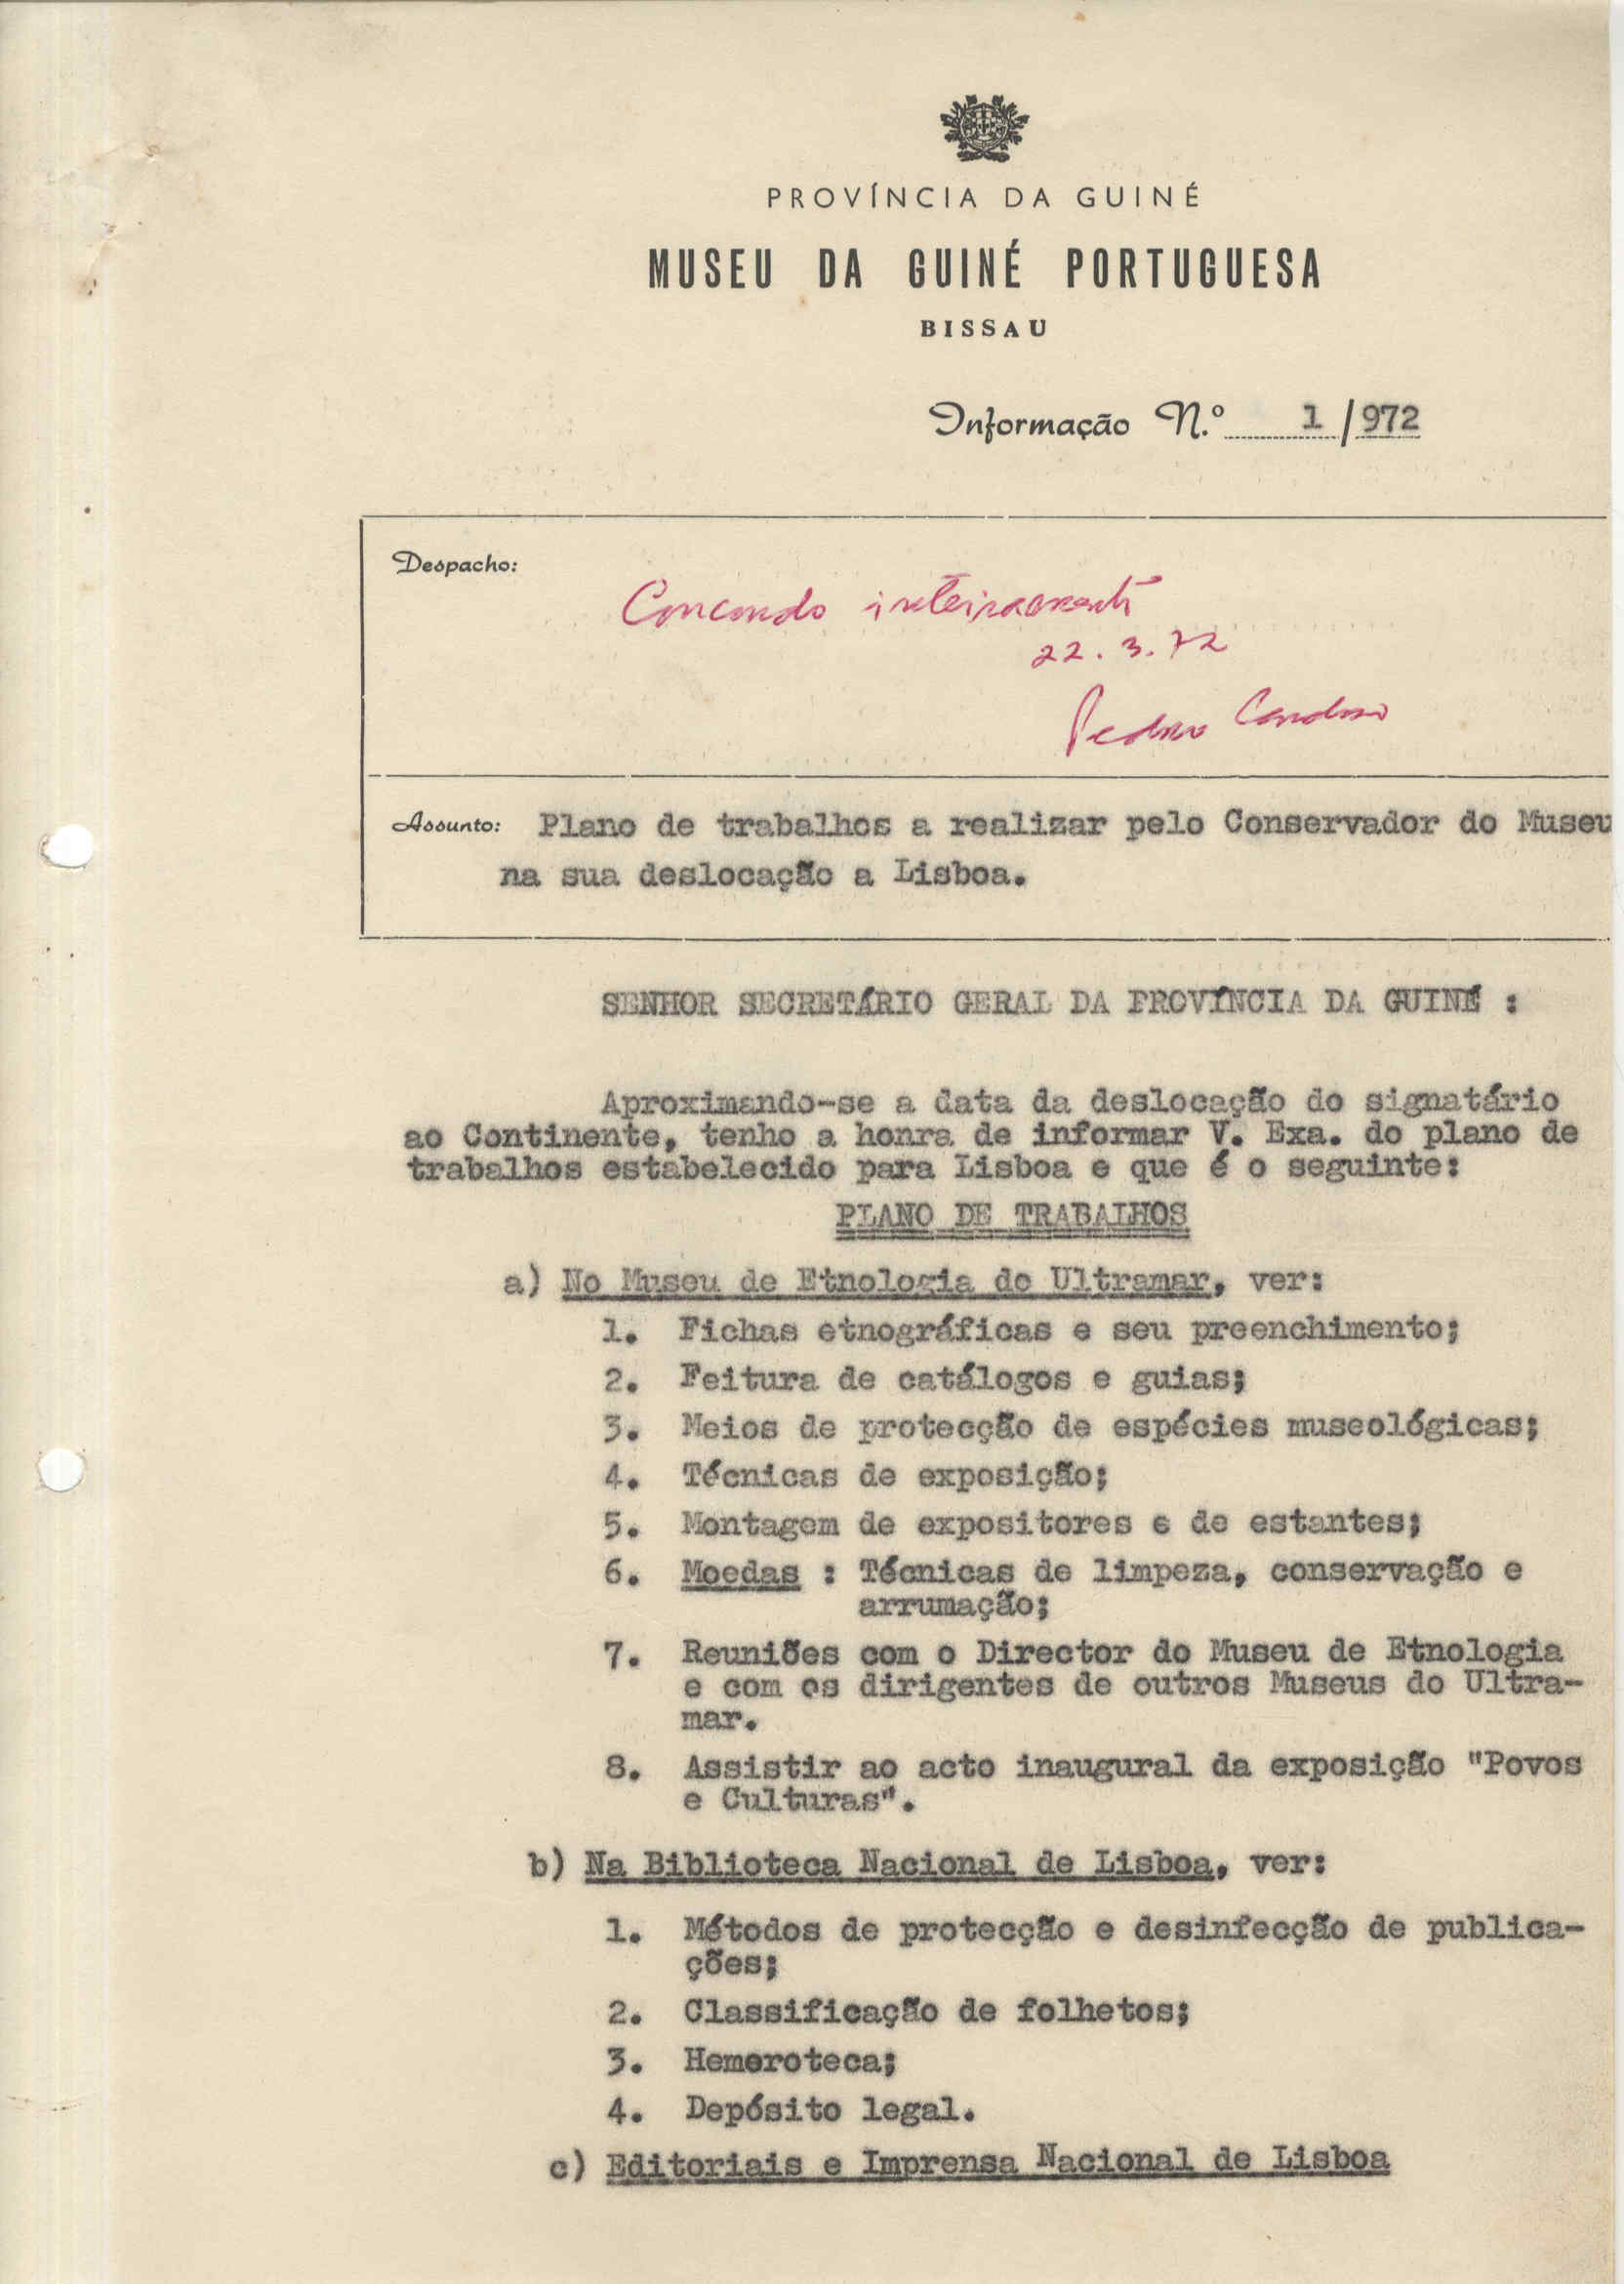 PROVÍNCIA DA GUINÉ
MUSEU DA GUINÉ PORTUGUESA
BISSAU
Informação N.º 1 / 972
Despacho:
Concordo inteiramente
22.3.72
Pedro Cardoso
Assunto: Plano de trabalhos a realizar pelo Conservador do Museu
na sua deslocação a Lisboa.
SENHOR SECRETÁRIO GERAL DA PROVÍNCIA DA GUINÉ :
Aproximando-se a data da deslocação do signatário
ao Continente, tenho a honra de informar V. Exa. do plano de
trabalhos estabelecido para Lisboa e que é o seguinte:
PLANO DE TRABALHOS
a) No Museu de Etnologia do Ultramar, ver:
1. Fichas etnográficas e seu preenchimento;
2. Feitura de catálogos e guias;
3. Meios de protecção de espécies museológicas;
4. Técnicas de exposição;
5. Montagem de expositores e de estantes;
6. Moedas : Técnicas de limpeza, conservação e
arrumação;
7. Reuniões com o Director do Museu de Etnologia
e com os dirigentes de outros Museus do Ultra-
mar.
8. Assistir ao acto inaugural da exposição "Povos
e Culturas".
b) Na Biblioteca Nacional de Lisboa, ver:
1. Métodos de protecção e desinfecção de publica-
ções;
2. Classificação de folhetos;
3. Hemeroteca;
4. Depósito legal.
c) Editoriais e Imprensa Nacional de Lisboa